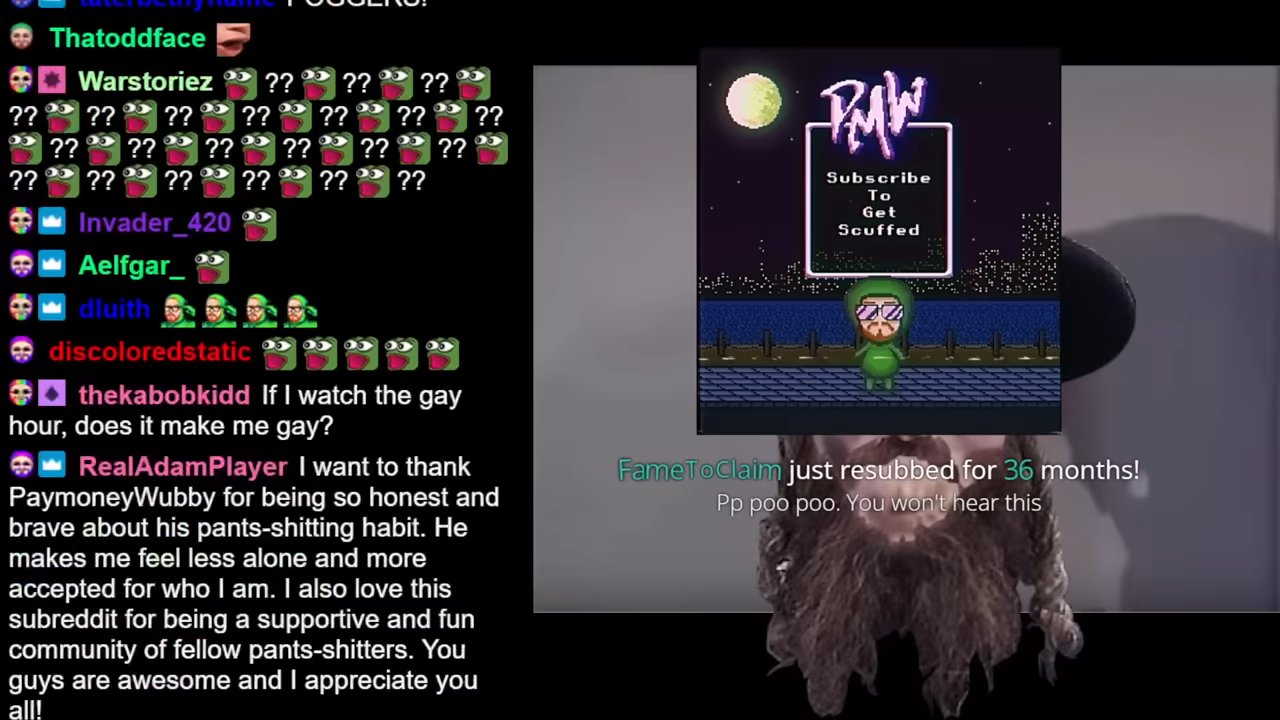 taterbethyname POGGERS!
Thatoddface
Warstoriez ?? ?? ??
?? ?? ?? ?? ?? ?? ??
?? ?? ?? ?? ?? ??
?? ?? ?? ?? ?? ??
Invader_420
Aelfgar_
dluith
discoloredstatic
thekabobkidd If I watch the gay
hour, does it make me gay?
RealAdamPlayer I want to thank
PaymoneyWubby for being so honest and
brave about his pants-shitting habit. He
makes me feel less alone and more
accepted for who I am. I also love this
subreddit for being a supportive and fun
community of fellow pants-shitters. You
guys are awesome and I appreciate you
all!
PMW
Subscribe
To
Get
Scuffed
FameToClaim just resubbed for 36 months!
Pp poo poo. You won't hear this